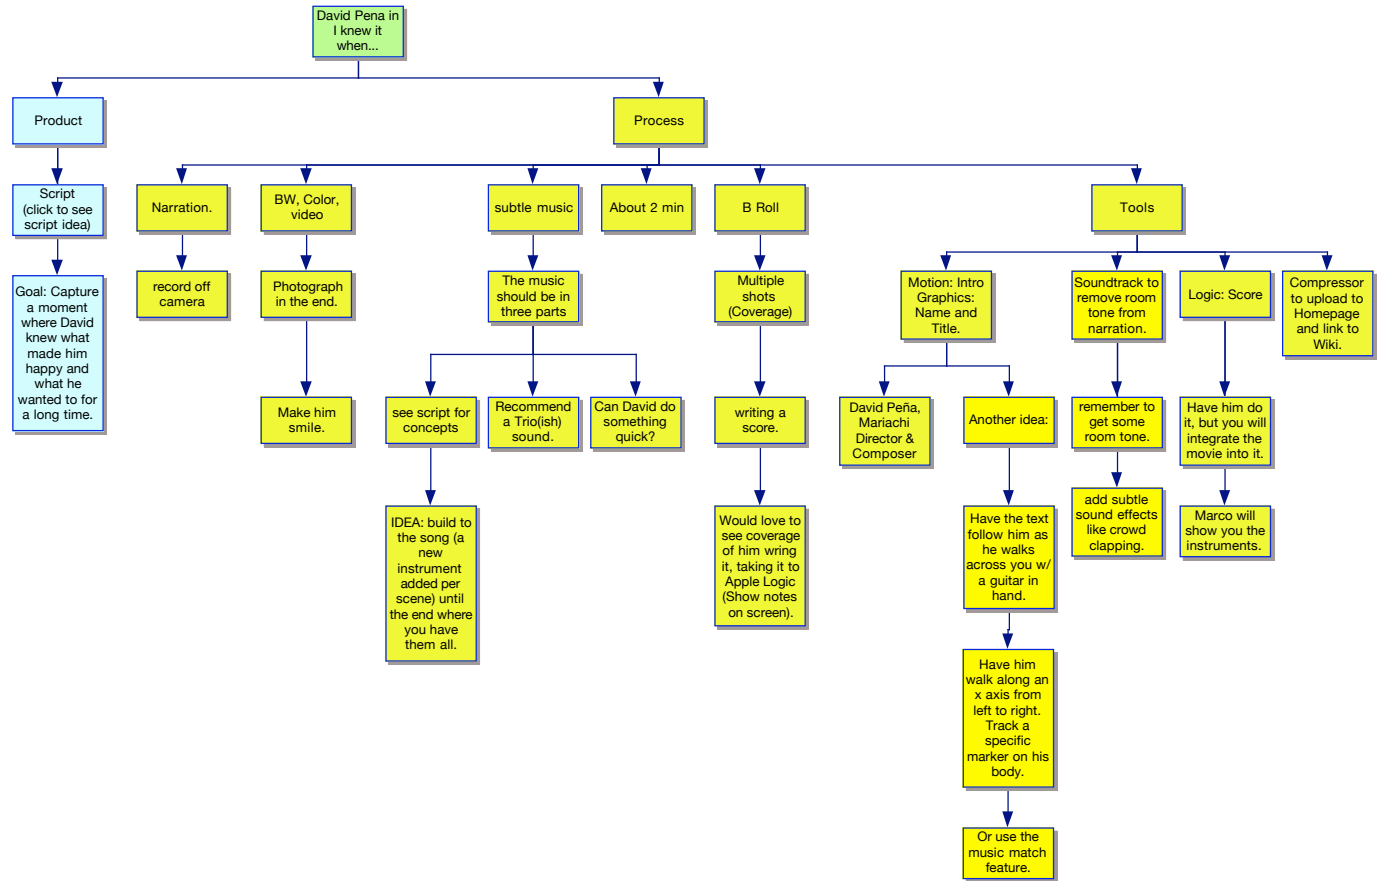 David Pena in
I knew it
when...
Product
Process
Script
(click to see
script idea)
Narration.
BW, Color,
video
subtle music
About 2 min
B Roll
Tools
Goal: Capture
a moment
where David
knew what
made him
happy and
what he
wanted to for
a long time.
record off
camera
Photograph
in the end.
The music
should be in
three parts
Multiple
shots
(Coverage)
Motion: Intro
Graphics:
Name and
Title.
Soundtrack to
remove room
tone from
narration.
Logic: Score
Compressor
to upload to
Homepage
and link to
Wiki.
Make him
smile.
see script for
concepts
Recommend
a Trio(ish)
sound.
Can David do
something
quick?
writing a
score.
David Peña,
Mariachi
Director &
Composer
Another idea:
remember to
get some
room tone.
Have him do
it, but you will
integrate the
movie into it.
IDEA: build to
the song (a
new
instrument
added per
scene) until
the end where
you have
them all.
Would love to
see coverage
of him wring
it, taking it to
Apple Logic
(Show notes
on screen).
Have the text
follow him as
he walks
across you w/
a guitar in
hand.
add subtle
sound effects
like crowd
clapping.
Marco will
show you the
instruments.
Have him
walk along an
x axis from
left to right.
Track a
specific
marker on his
body.
Or use the
music match
feature.